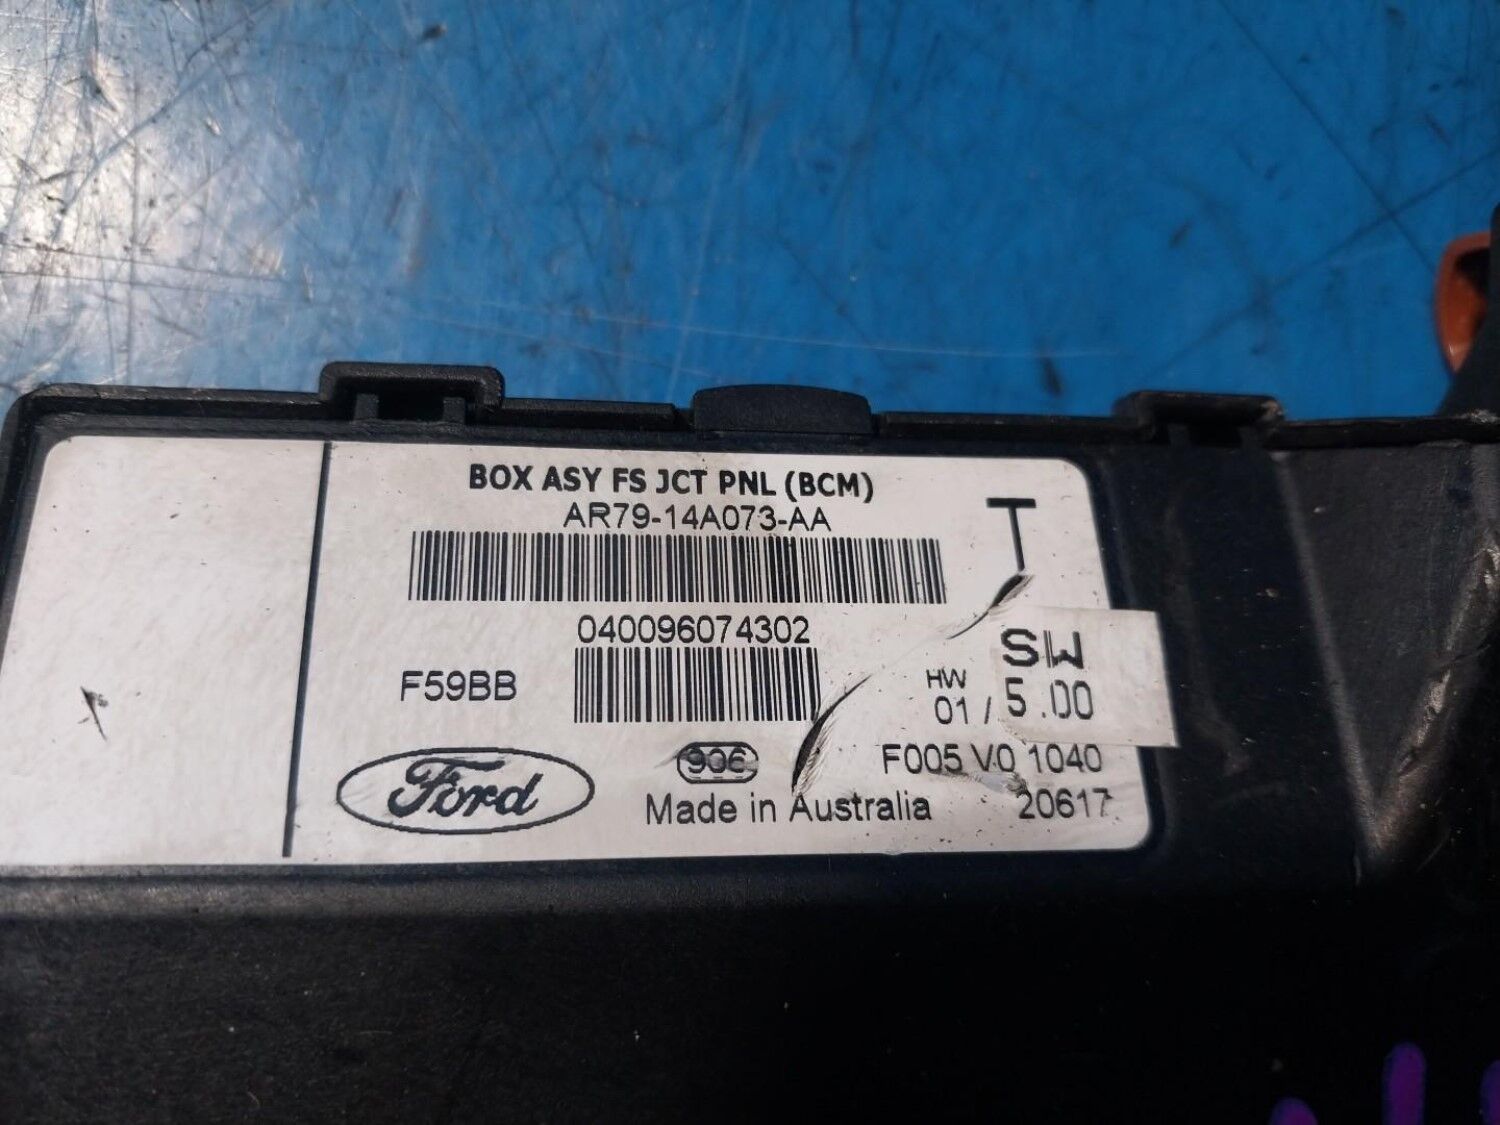 BOX ASY FS JCT PNL (BCM)
AR79-14A073-AA
T
040096074302
F59BB
SW
HW
01 / 5.00
Ford
906
F005 V0 1040
Made in Australia
20617